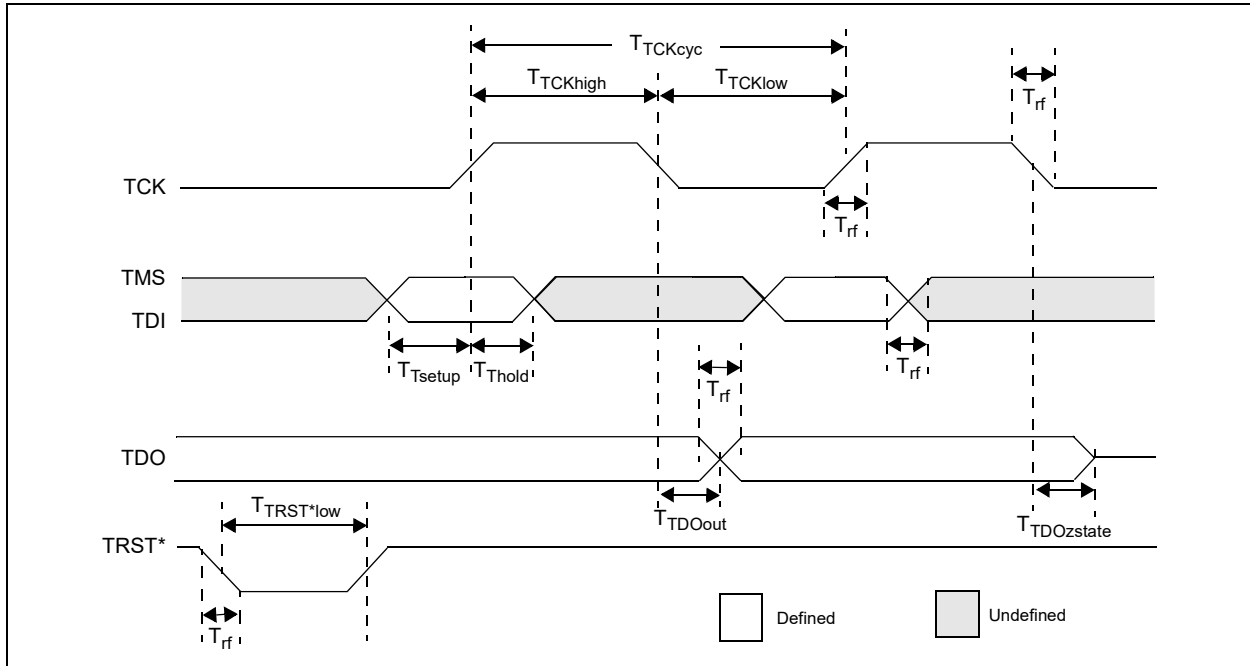 TTCKcyc
TTCKhigh
TTCKlow
Trf
TCK
Trf
TMS
TDI
TTsetup
TThold
Trf
Trf
TDO
TTRST*low
TTDOout
TTDOzstate
TRST*
Trf
Defined
Undefined